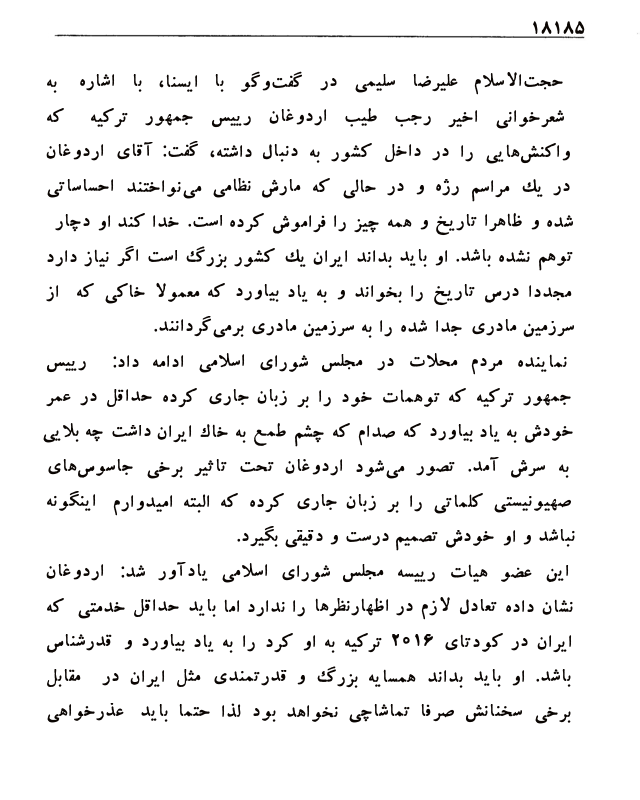 ۱۸۱۸۵
حجت‌الاسلام علیرضا سلیمی در گفت‌وگو با ایسنا، با اشاره به
شعرخوانی اخیر رجب طیب اردوغان رییس جمهور ترکیه که
واکنش‌هایی را در داخل کشور به دنبال داشته، گفت: آقای اردوغان
در یك مراسم رژه و در حالی که مارش نظامی می‌نواختند احساساتی
شده و ظاهرا تاریخ و همه چیز را فراموش کرده است. خدا کند او دچار
توهم نشده باشد. او باید بداند ایران یك کشور بزرگ است اگر نیاز دارد
مجددا درس تاریخ را بخواند و به یاد بیاورد که معمولا خاکی که از
سرزمین مادری جدا شده را به سرزمین مادری برمی‌گردانند.
نماینده مردم محلات در مجلس شورای اسلامی ادامه داد: رییس
جمهور ترکیه که توهمات خود را بر زبان جاری کرده حداقل در عمر
خودش به یاد بیاورد که صدام که چشم طمع به خاك ایران داشت چه بلایی
به سرش آمد. تصور می‌شود اردوغان تحت تاثیر برخی جاسوس‌های
صهیونیستی کلماتی را بر زبان جاری کرده که البته امیدوارم اینگونه
نباشد و او خودش تصمیم درست و دقیقی بگیرد.
این عضو هیات رییسه مجلس شورای اسلامی یادآور شد: اردوغان
نشان داده تعادل لازم در اظهارنظرها را ندارد اما باید حداقل خدمتی که
ایران در کودتای ۲۰۱۶ ترکیه به او کرد را به یاد بیاورد و قدرشناس
باشد. او باید بداند همسایه بزرگ و قدرتمندی مثل ایران در مقابل
برخی سخنانش صرفا تماشاچی نخواهد بود لذا حتما باید عذرخواهی